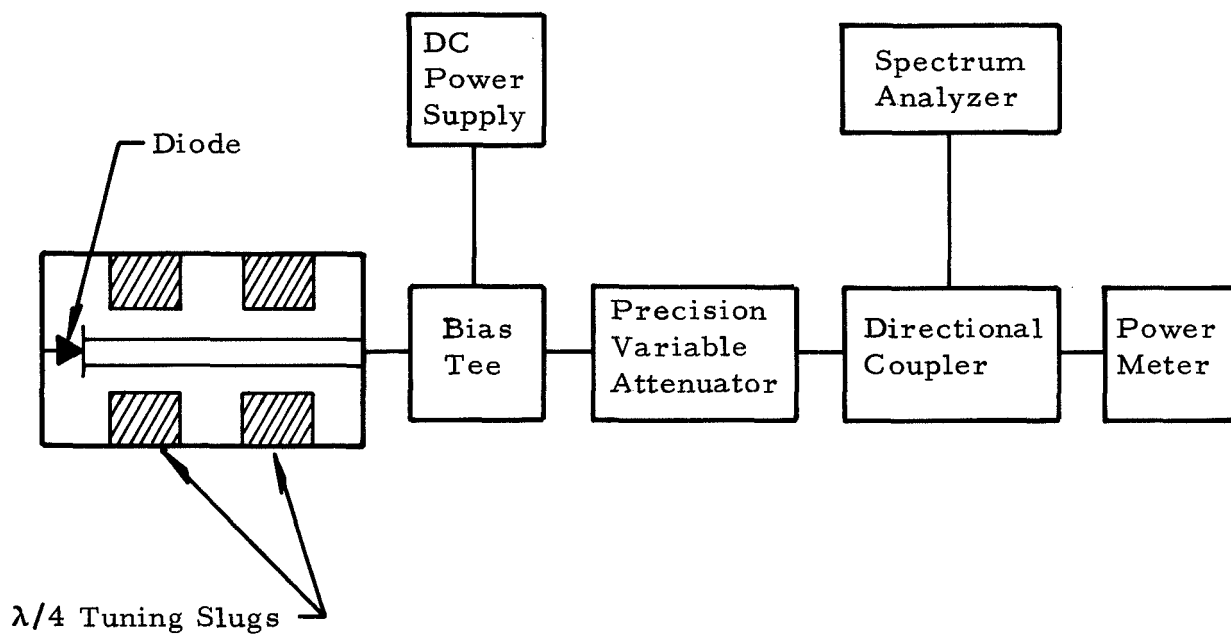 DC
Power
Supply
Spectrum
Analyzer
Diode
Bias
Tee
Precision
Variable
Attenuator
Directional
Coupler
Power
Meter
λ/4 Tuning Slugs